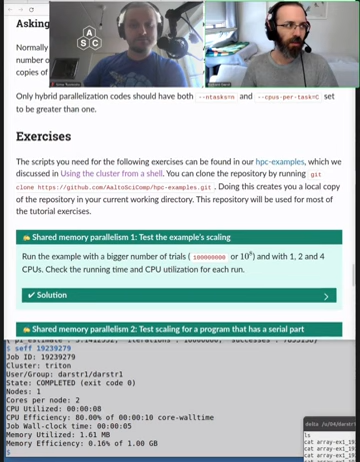 Asking
Normally
number o
copies of
A
S C
Only hybrid parallelization codes should have both --ntasks=n and --cpus-per-task=C set
to be greater than one.
Exercises
The scripts you need for the following exercises can be found in our hpc-examples, which we
discussed in Using the cluster from a shell. You can clone the repository by running git
clone https://github.com/AaltoSciComp/hpc-examples.git . Doing this creates you a local copy
of the repository in your current working directory. This repository will be used for most of
the tutorial exercises.
Shared memory parallelism 1: Test the example's scaling
Run the example with a bigger number of trials ( 100000000 or 10⁸) and with 1, 2 and 4
CPUs. Check the running time and CPU utilization for each run.
✔ Solution
Shared memory parallelism 2: Test scaling for a program that has a serial part
$ seff 19239279
Job ID: 19239279
Cluster: triton
User/Group: darstr1/darstr1
State: COMPLETED (exit code 0)
Nodes: 1
Cores per node: 2
CPU Utilized: 00:00:08
CPU Efficiency: 80.00% of 00:00:10 core-walltime
Job Wall-clock time: 00:00:05
Memory Utilized: 1.61 MB
Memory Efficiency: 0.16% of 1.00 GB
$
ls
cat array-ex1_19
cat array-ex1_19